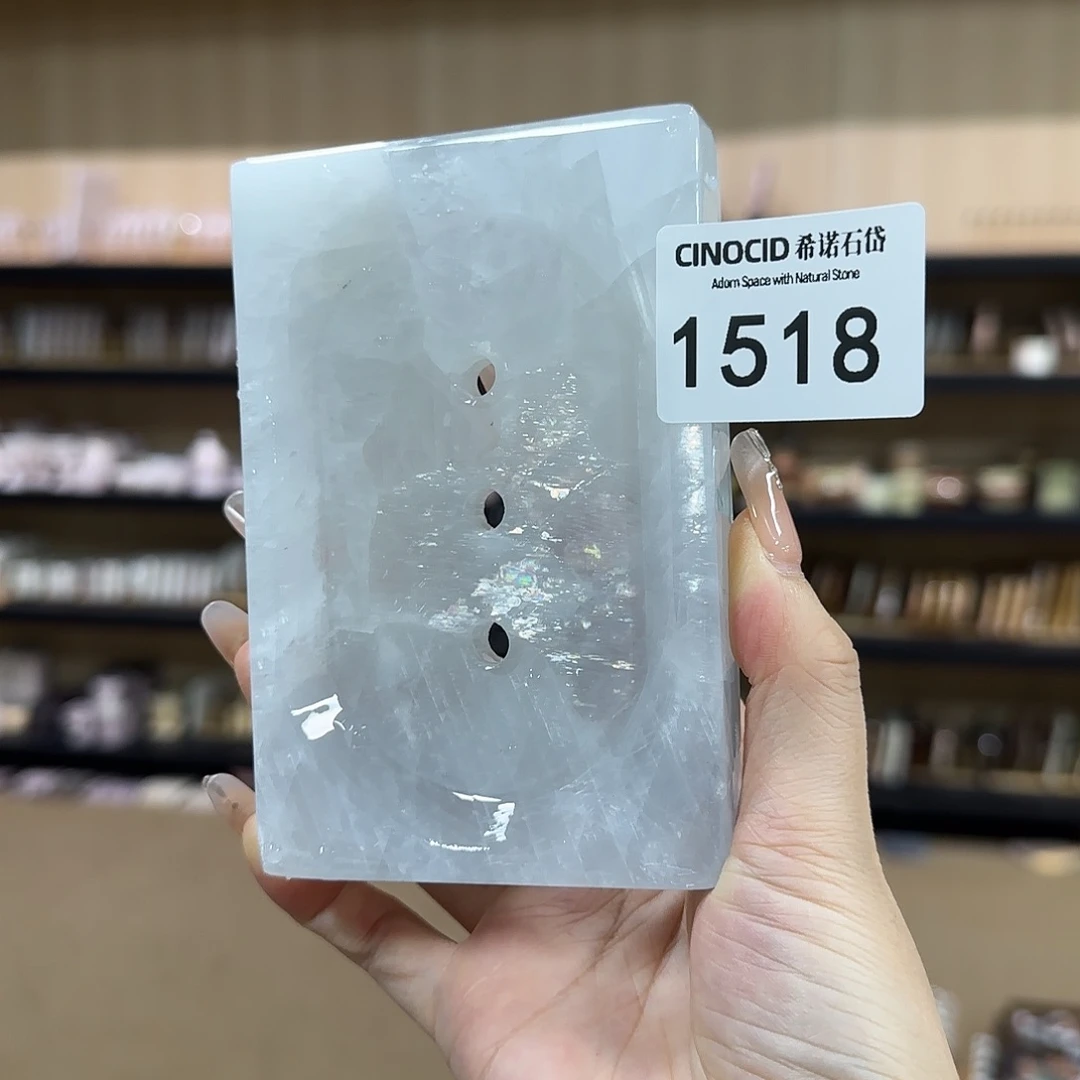 CINOCID 希诺石岱
Adorn Space with Natural Stone
1518